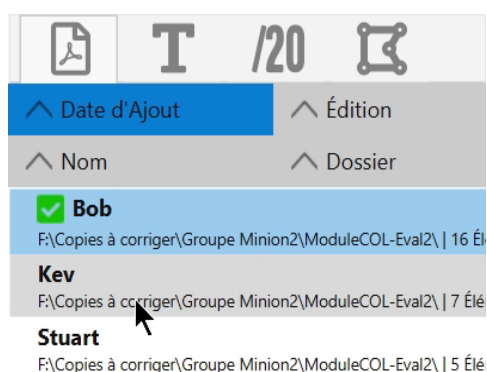 T /20
Date d'Ajout Édition
Nom Dossier
Bob
F:\Copies à corriger\Groupe Minion2\ModuleCOL-Eval2\ | 16 Él
Kev
F:\Copies à corriger\Groupe Minion2\ModuleCOL-Eval2\ | 7 Élé
Stuart
F:\Copies à corriger\Groupe Minion2\ModuleCOL-Eval2\ | 5 Élé